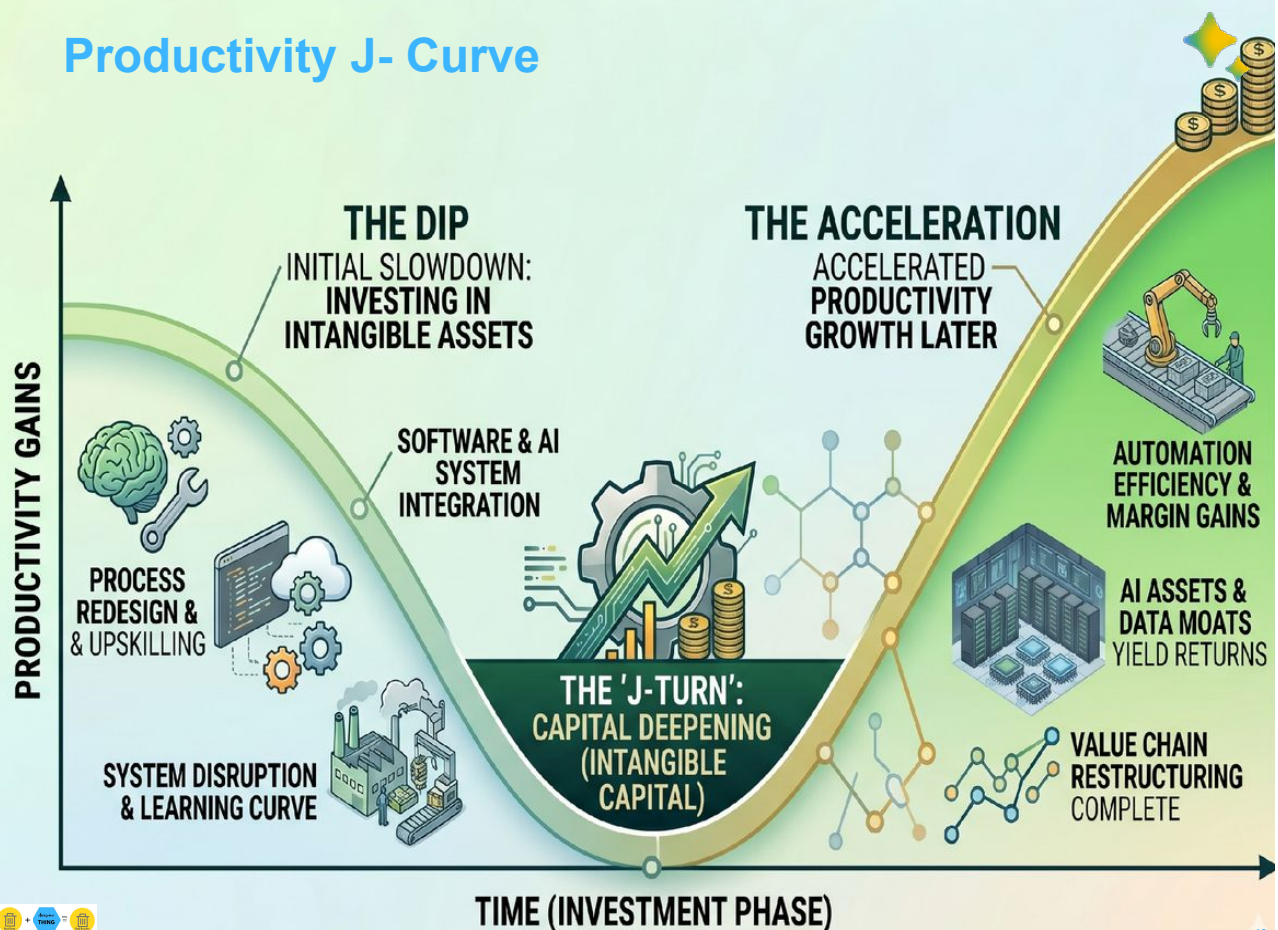 Productivity J- Curve
THE DIP
INITIAL SLOWDOWN:
INVESTING IN
INTANGIBLE ASSETS
THE ACCELERATION
ACCELERATED
PRODUCTIVITY
GROWTH LATER
SOFTWARE & AI
SYSTEM
INTEGRATION
PRODUCTIVITY GAINS
PROCESS
REDESIGN &
& UPSKILLING
SYSTEM DISRUPTION
& LEARNING CURVE
THE 'J-TURN':
CAPITAL DEEPENING
(INTANGIBLE
CAPITAL)
AUTOMATION
EFFICIENCY &
MARGIN GAINS
AI ASSETS &
DATA MOATS
YIELD RETURNS
VALUE CHAIN
RESTRUCTURING
COMPLETE
TIME (INVESTMENT PHASE)
$
$
$
$
$
+ THING =